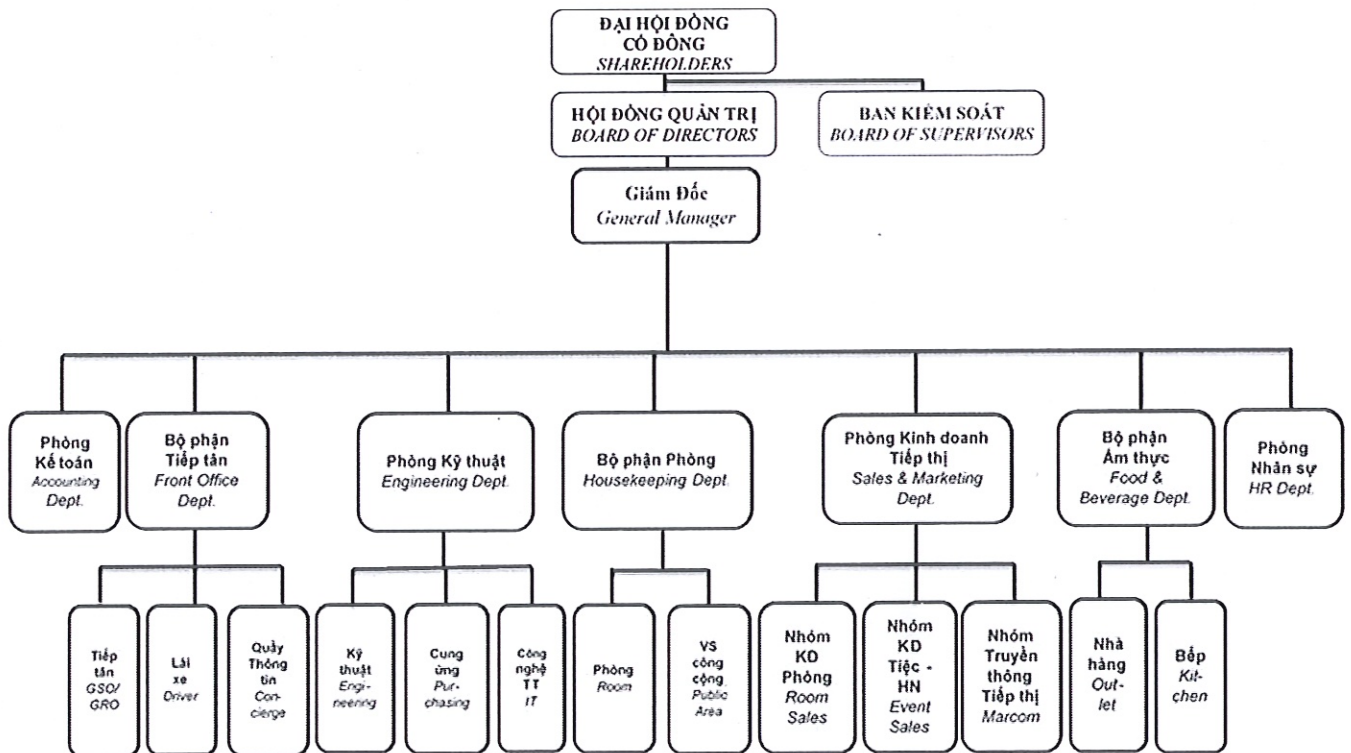 ĐẠI HỘI ĐỒNG
CỔ ĐÔNG
SHAREHOLDERS
HỘI ĐỒNG QUẢN TRỊ
BOARD OF DIRECTORS
BAN KIỂM SOÁT
BOARD OF SUPERVISORS
Giám Đốc
General Manager
Phòng
Kế toán
Accounting
Dept.
Bộ phận
Tiếp tân
Front Office
Dept.
Phòng Kỹ thuật
Engineering Dept.
Bộ phận Phòng
Housekeeping Dept.
Phòng Kinh doanh
Tiếp thị
Sales & Marketing
Dept.
Bộ phận
Ẩm thực
Food &
Beverage Dept.
Phòng
Nhân sự
HR Dept.
Tiếp
tân
GSO/
GRO
Lái
xe
Driver
Quầy
Thông
tin
Con-
cierge
Kỹ
thuật
Engi-
neering
Cung
ứng
Pur-
chasing
Công
nghệ
TT
IT
Phòng
Room
VS
công
cộng
Public
Area
Nhóm
KD
Phòng
Room
Sales
Nhóm
KD
Tiệc -
HN
Event
Sales
Nhóm
Truyền
thông
Tiếp thị
Marcom
Nhà
hàng
Out-
let
Bếp
Kit-
chen